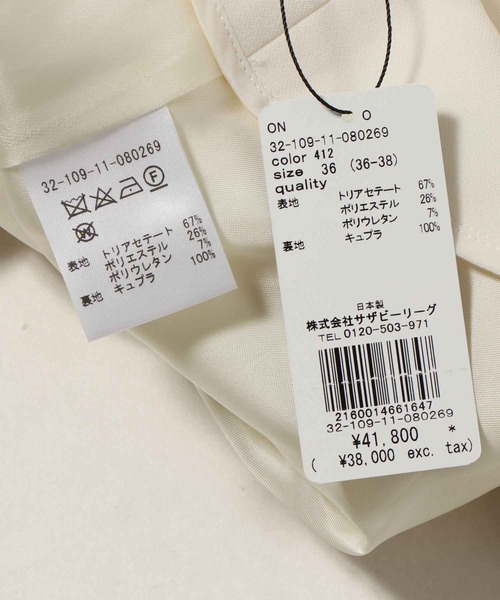 32-109-11-080269
表地 トリアセテート 67%
ポリエステル 26%
ポリウレタン 7%
裏地 キュプラ 100%
ON O
32-109-11-080269
color 412
size 36 (36-38)
quality
表地 トリアセテート 67%
ポリエステル 26%
ポリウレタン 7%
裏地 キュプラ 100%
日本製
株式会社サザビーリーグ
TEL 0120-503-971
2160014661647
32-109-11-080269
¥41,800 *
( ¥38,000 exc. tax)